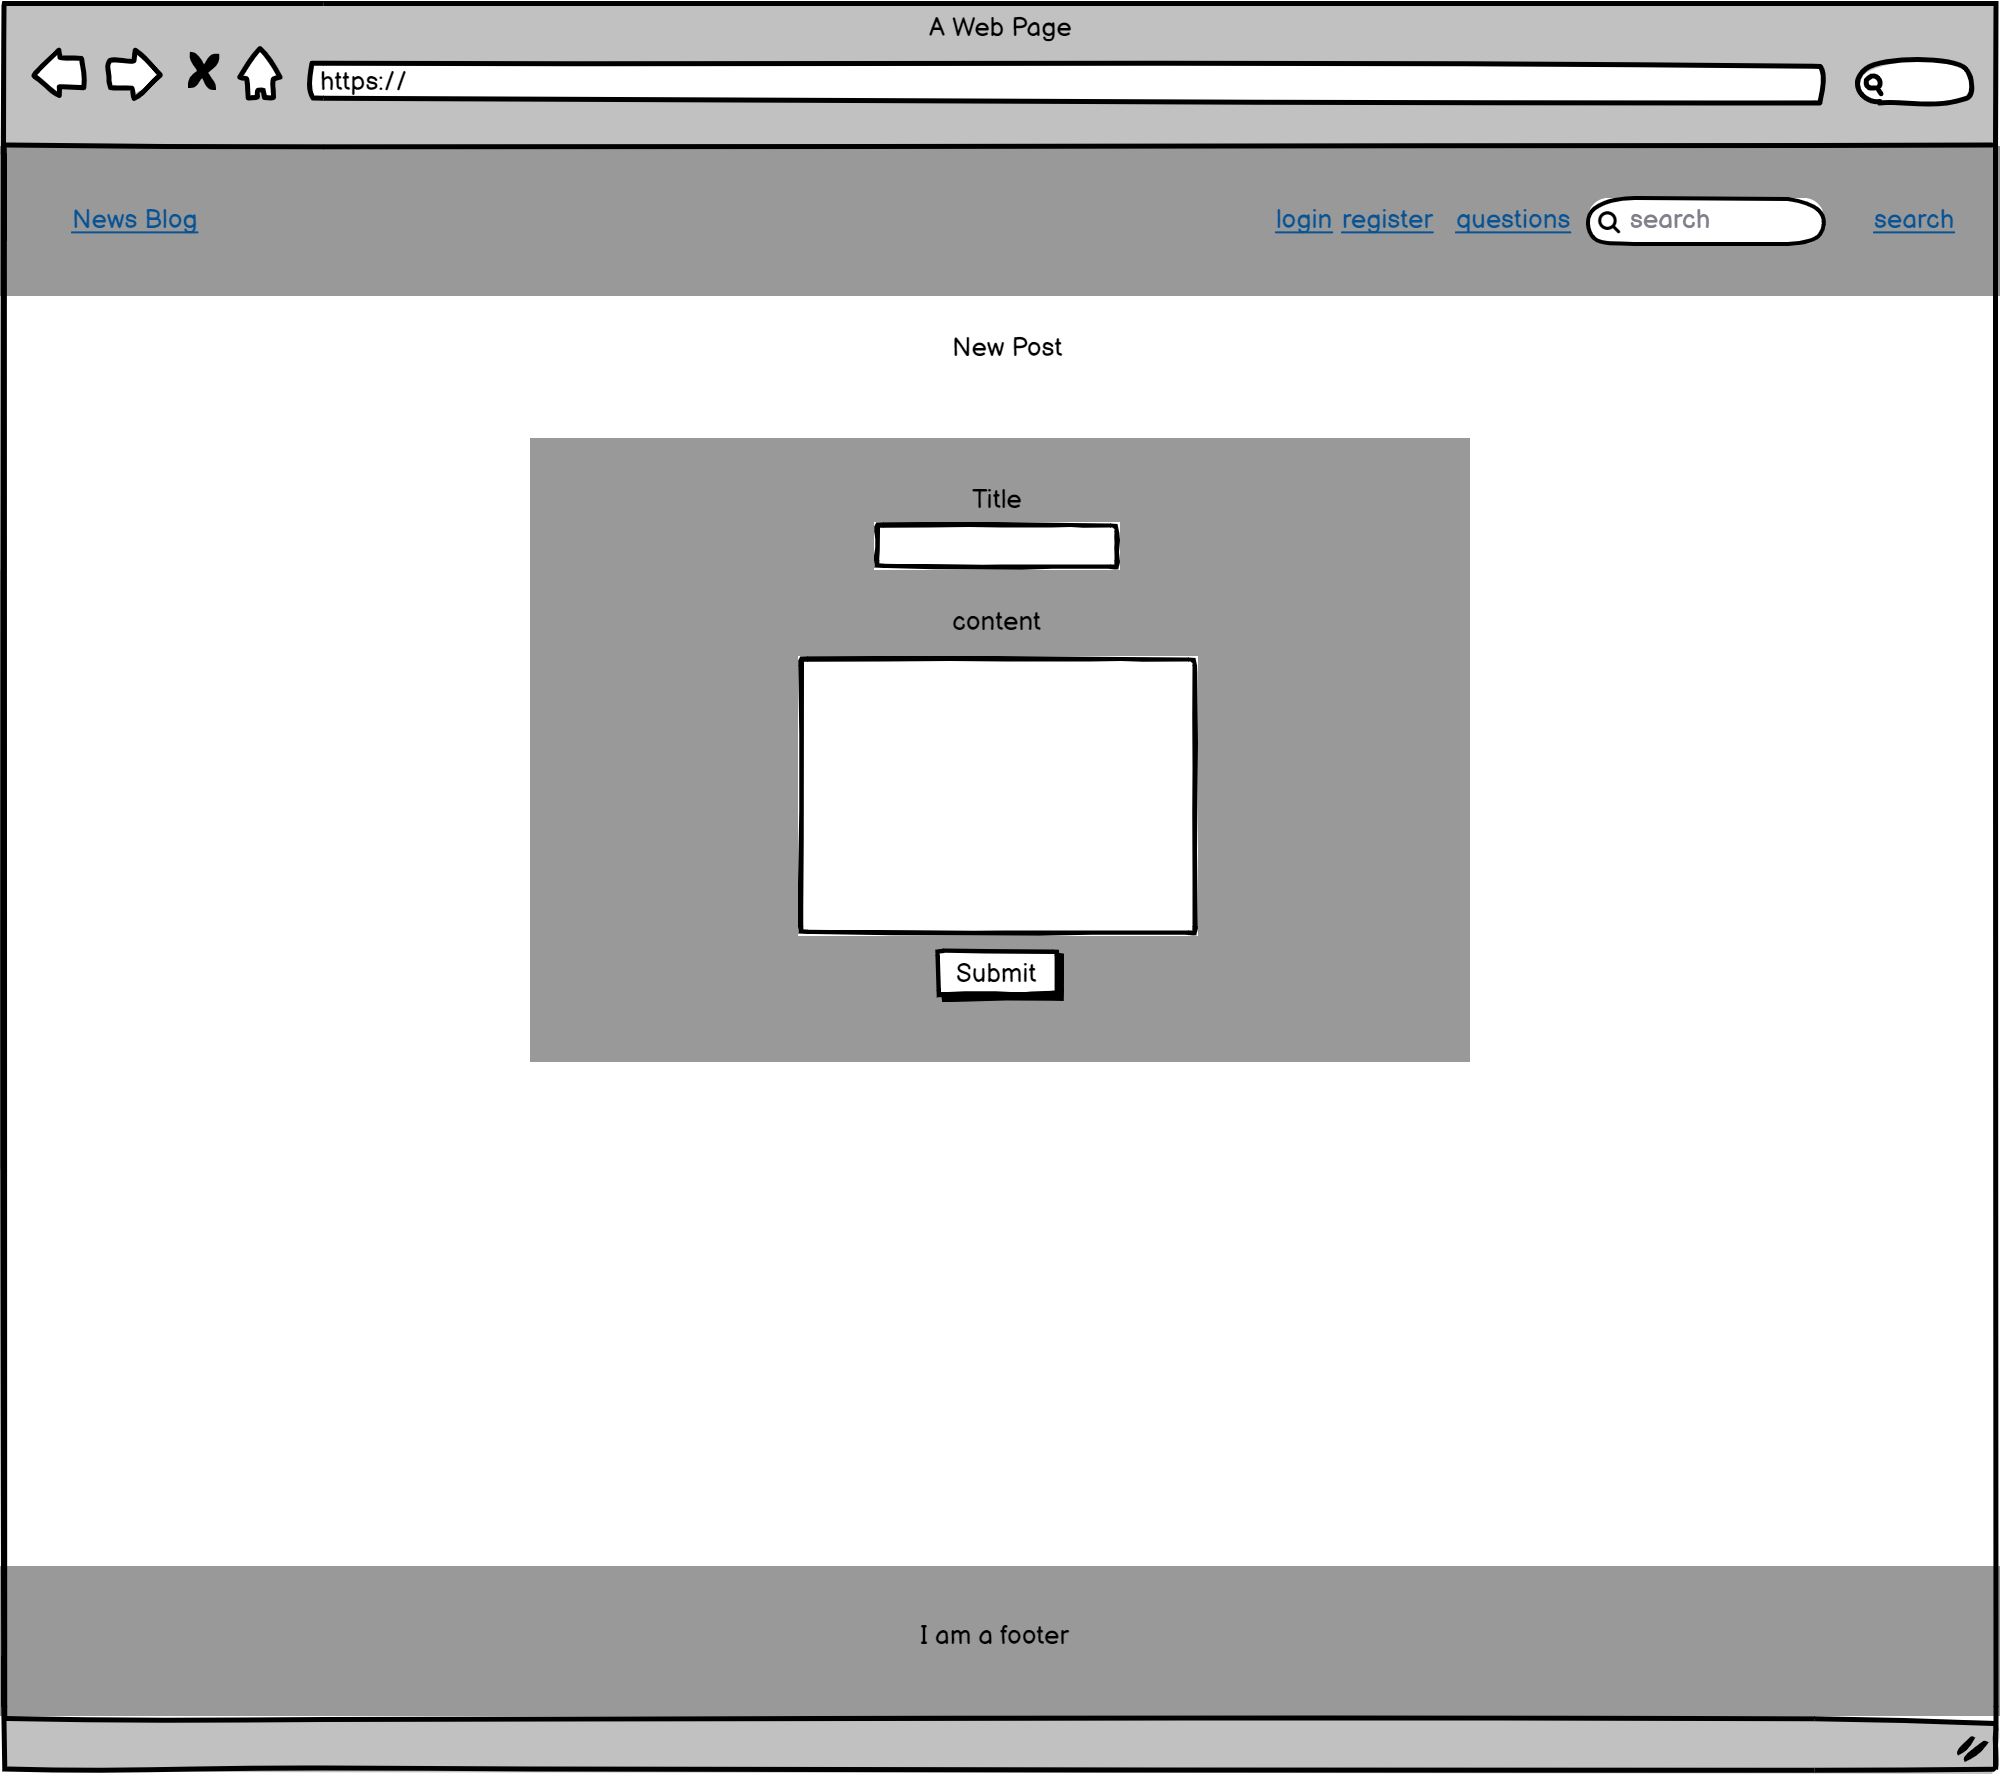 A Web Page
https://
News Blog
login register questions search search
New Post
Title
content
Submit
I am a footer